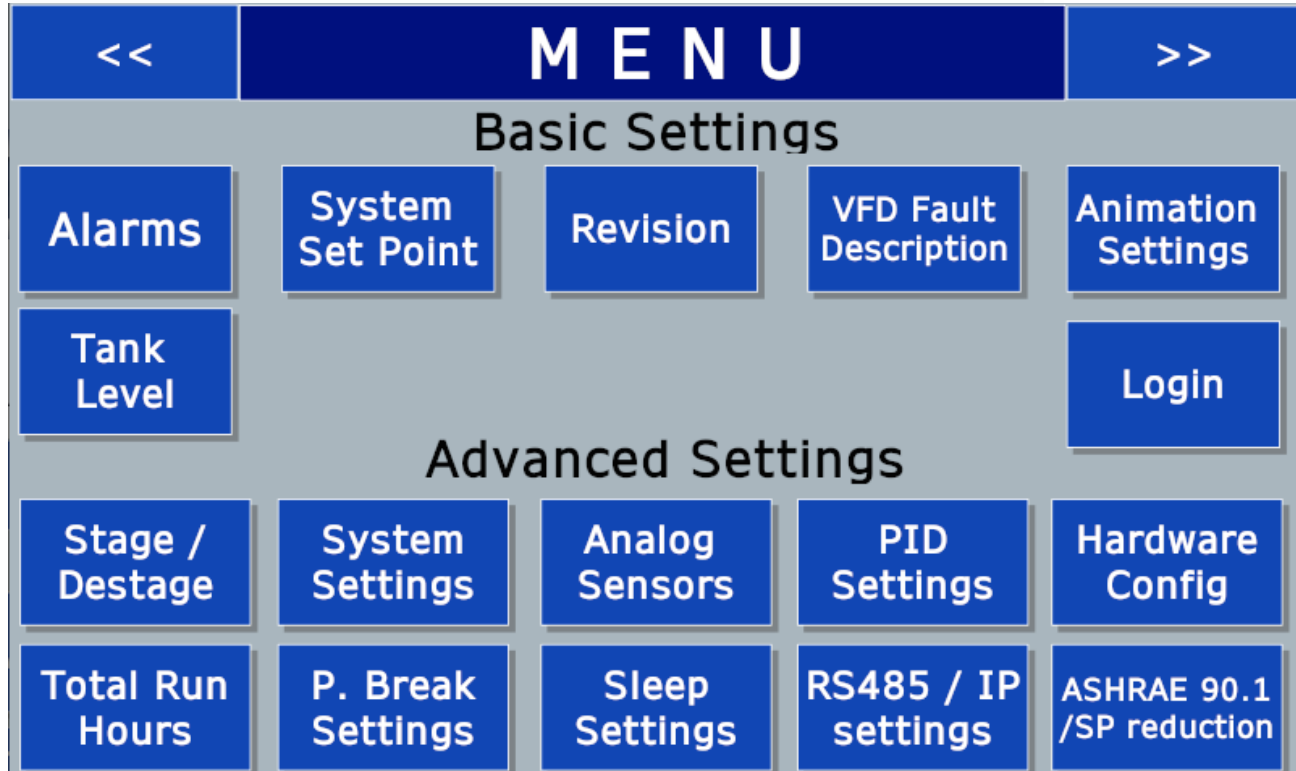 <<
M E N U
>>
Basic Settings
Alarms
System
Set Point
Revision
VFD Fault
Description
Animation
Settings
Tank
Level
Login
Advanced Settings
Stage /
Destage
System
Settings
Analog
Sensors
PID
Settings
Hardware
Config
Total Run
Hours
P. Break
Settings
Sleep
Settings
RS485 / IP
settings
ASHRAE 90.1
/SP reduction